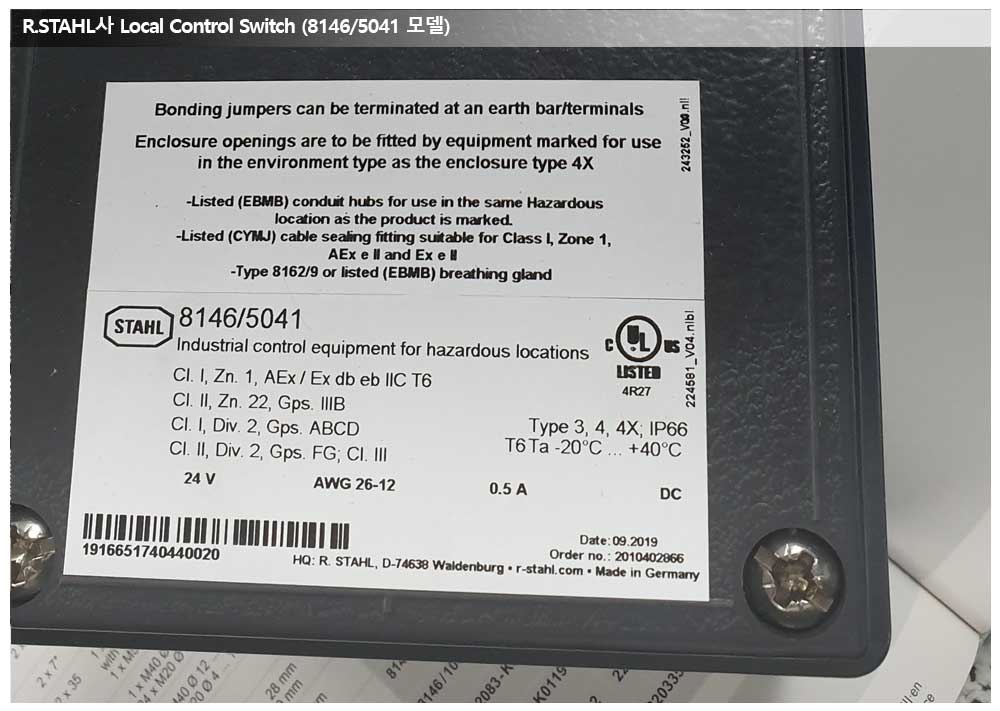 R.STAHL사 Local Control Switch (8146/5041 모델)
Bonding jumpers can be terminated at an earth bar/terminals
Enclosure openings are to be fitted by equipment marked for use
in the environment type as the enclosure type 4X
-Listed (EBMB) conduit hubs for use in the same Hazardous
location as the product is marked.
-Listed (CYMJ) cable sealing fitting suitable for Class I, Zone 1,
AEx e II and Ex e II
-Type 8162/9 or listed (EBMB) breathing gland
STAHL
8146/5041
Industrial control equipment for hazardous locations
C UL US
LISTED
4R27
224581_V04.nlbl
Cl. I, Zn. 1, AEx / Ex db eb IIC T6
Cl. II, Zn. 22, Gps. IIIB
Cl. I, Div. 2, Gps. ABCD
Cl. II, Div. 2, Gps. FG; Cl. III
Type 3, 4, 4X; IP66
T6 Ta -20°C ... +40°C
24 V AWG 26-12 0.5 A DC
1916651740440020
Date: 09.2019
Order no.: 2010402866
HQ: R. STAHL, D-74638 Waldenburg • r-stahl.com • Made in Germany
28 mm